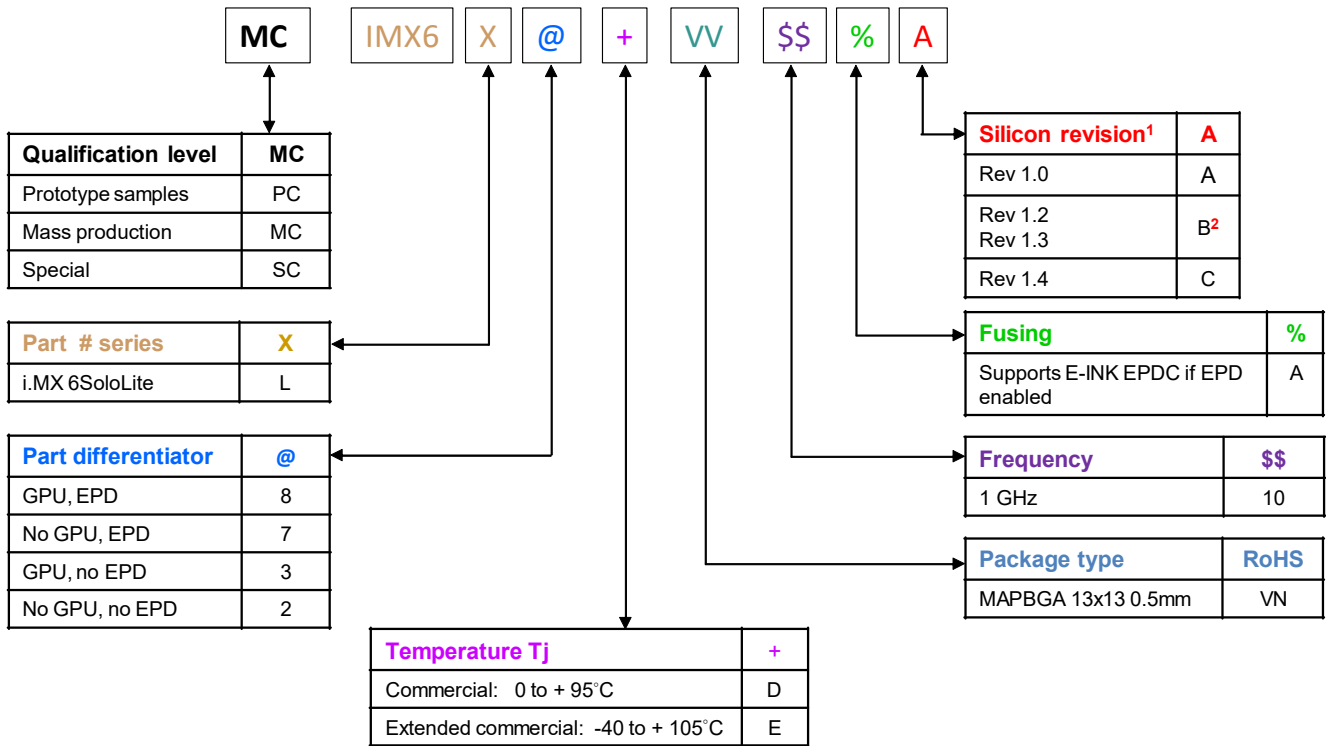 MC IMX6 X @ + VV $$ % A
Qualification level MC
Prototype samples PC
Mass production MC
Special SC
Part # series X
i.MX 6SoloLite L
Part differentiator @
GPU, EPD 8
No GPU, EPD 7
GPU, no EPD 3
No GPU, no EPD 2
Temperature Tj +
Commercial: 0 to + 95°C D
Extended commercial: -40 to + 105°C E
Silicon revision¹ A
Rev 1.0 A
Rev 1.2
Rev 1.3 B²
Rev 1.4 C
Fusing %
Supports E-INK EPDC if EPD A
enabled
Frequency $$
1 GHz 10
Package type RoHS
MAPBGA 13x13 0.5mm VN